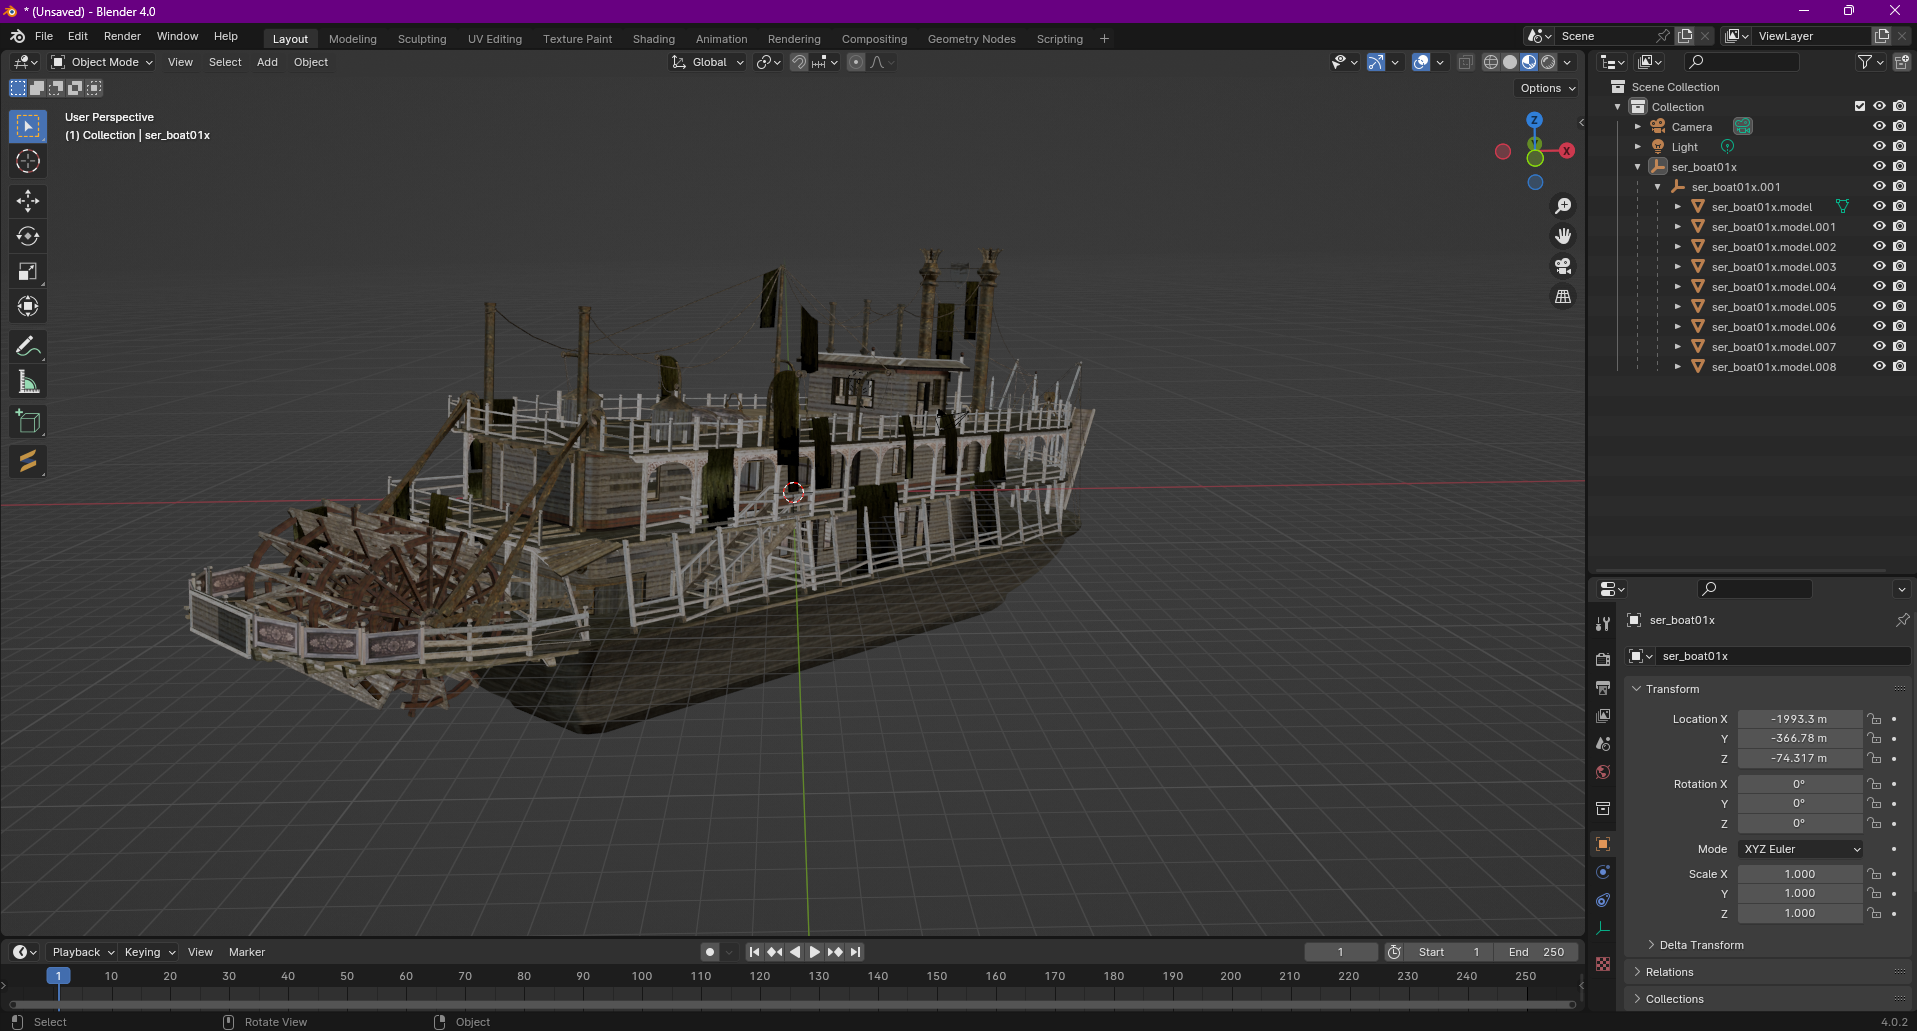 * (Unsaved) - Blender 4.0
File Edit Render Window Help
Layout Modeling Sculpting UV Editing Texture Paint Shading Animation Rendering Compositing Geometry Nodes Scripting +
Scene
ViewLayer
Object Mode View Select Add Object
Global
Options
User Perspective
(1) Collection | ser_boat01x
Z
X
Scene Collection
Collection
Camera
Light
ser_boat01x
ser_boat01x.001
ser_boat01x.model
ser_boat01x.model.001
ser_boat01x.model.002
ser_boat01x.model.003
ser_boat01x.model.004
ser_boat01x.model.005
ser_boat01x.model.006
ser_boat01x.model.007
ser_boat01x.model.008
ser_boat01x
ser_boat01x
Transform
Location X -1993.3 m
Y -366.78 m
Z -74.317 m
Rotation X 0°
Y 0°
Z 0°
Mode XYZ Euler
Scale X 1.000
Y 1.000
Z 1.000
Delta Transform
Relations
Collections
Playback Keying View Marker
1 Start 1 End 250
1 10 20 30 40 50 60 70 80 90 100 110 120 130 140 150 160 170 180 190 200 210 220 230 240 250
Select Rotate View Object
4.0.2